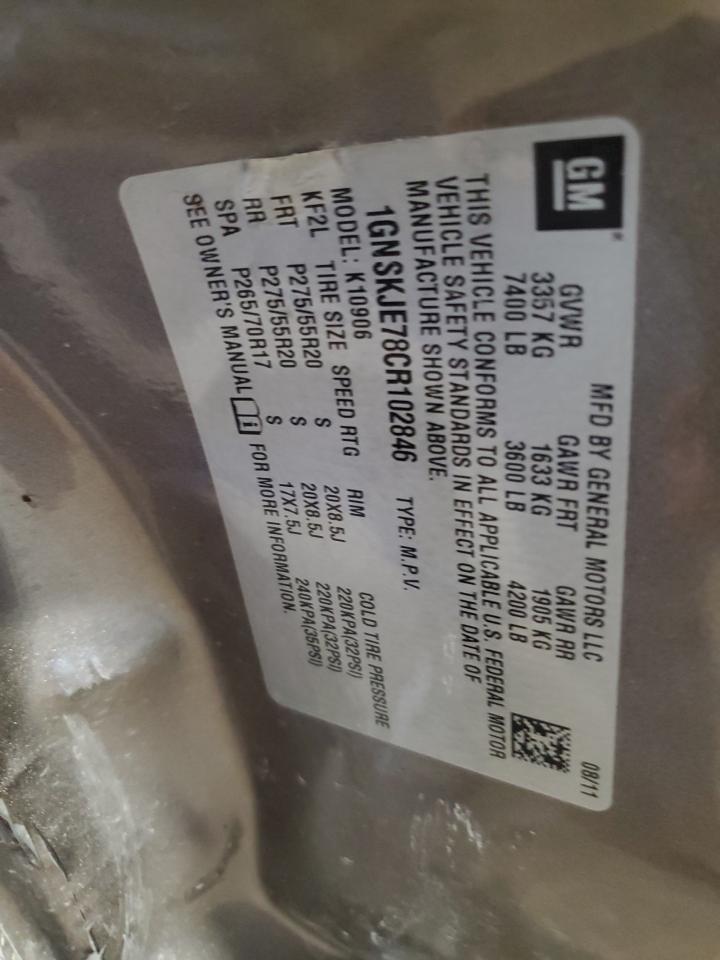 GM
MFD BY GENERAL MOTORS LLC 08/11
GVWR GAWR FRT GAWR RR
3357 KG 1633 KG 1905 KG
7400 LB 3600 LB 4200 LB
THIS VEHICLE CONFORMS TO ALL APPLICABLE U.S. FEDERAL MOTOR
VEHICLE SAFETY STANDARDS IN EFFECT ON THE DATE OF
MANUFACTURE SHOWN ABOVE.
1GNSKJE78CR102846 TYPE: M.P.V.
MODEL: K10906
KF2L TIRE SIZE SPEED RTG RIM COLD TIRE PRESSURE
FRT P275/55R20 S 20X8.5J 220KPA(32PSI)
RR P275/55R20 S 20X8.5J 220KPA(32PSI)
SPA P265/70R17 S 17X7.5J 240KPA(35PSI)
SEE OWNER'S MANUAL FOR MORE INFORMATION.